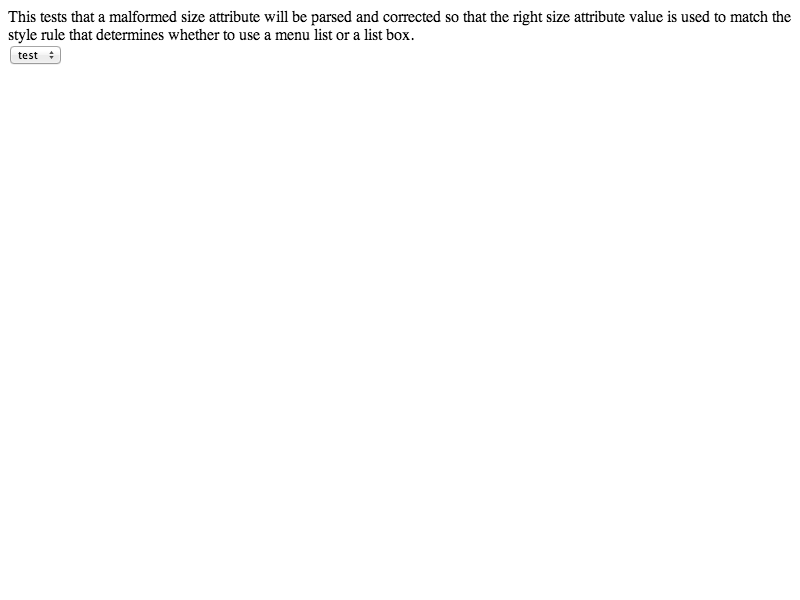 This tests that a malformed size attribute will be parsed and corrected so that the right size attribute value is used to match the
style rule that determines whether to use a menu list or a list box.
test